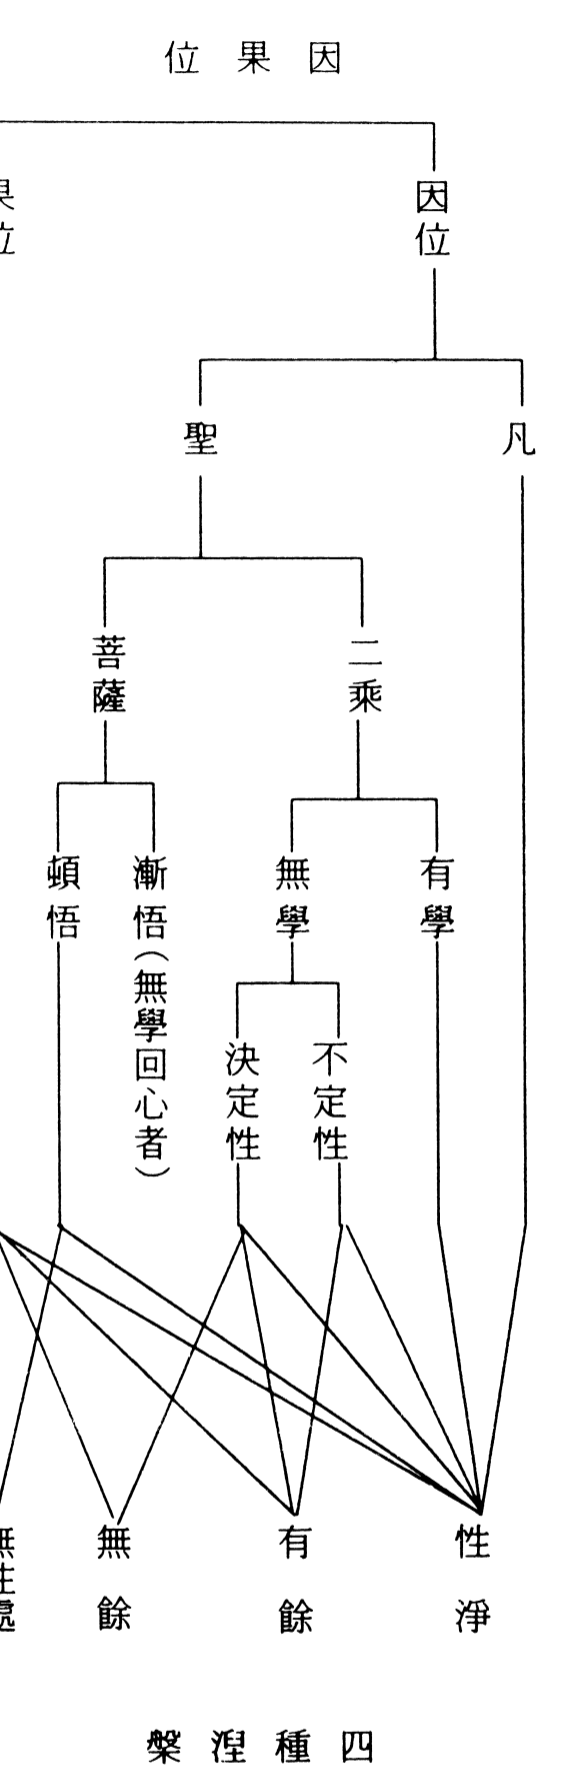 因果位
因位
果位
凡
聖
二乘
菩薩
有學
無學
漸悟(無學回心者)
頓悟
不定性
決定性
性淨
有餘
無餘
四種涅槃